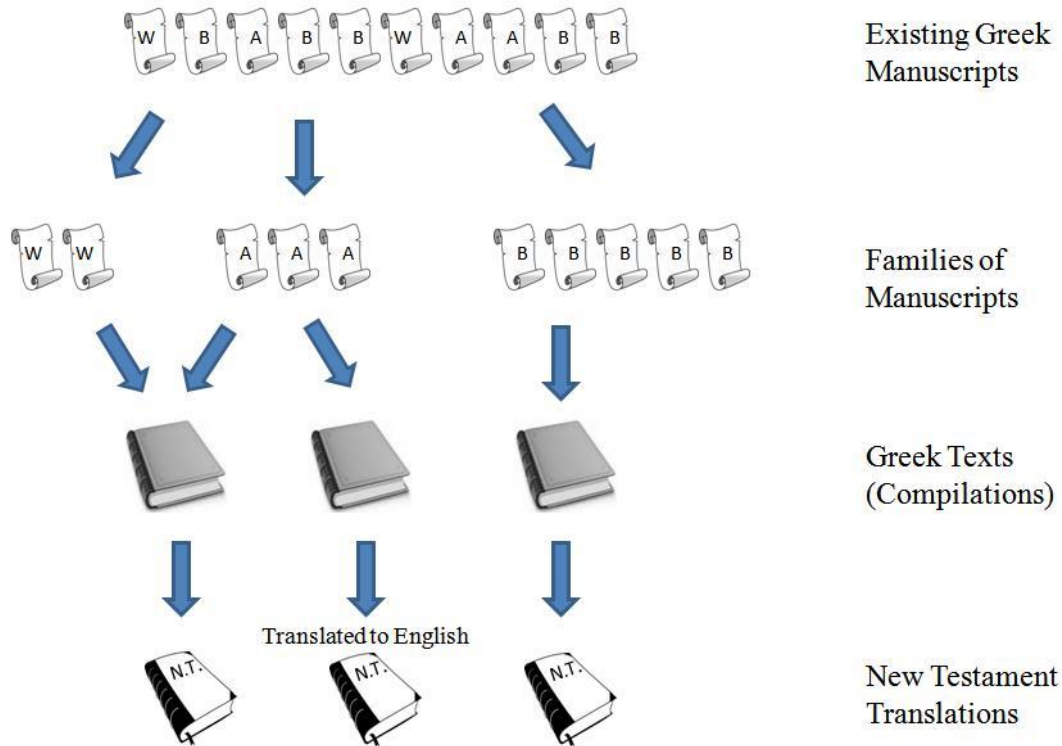 W B A B B W A A B B
Existing Greek
Manuscripts
W W A A A B B B B B
Families of
Manuscripts
Greek Texts
(Compilations)
Translated to English
N.T. N.T. N.T.
New Testament
Translations